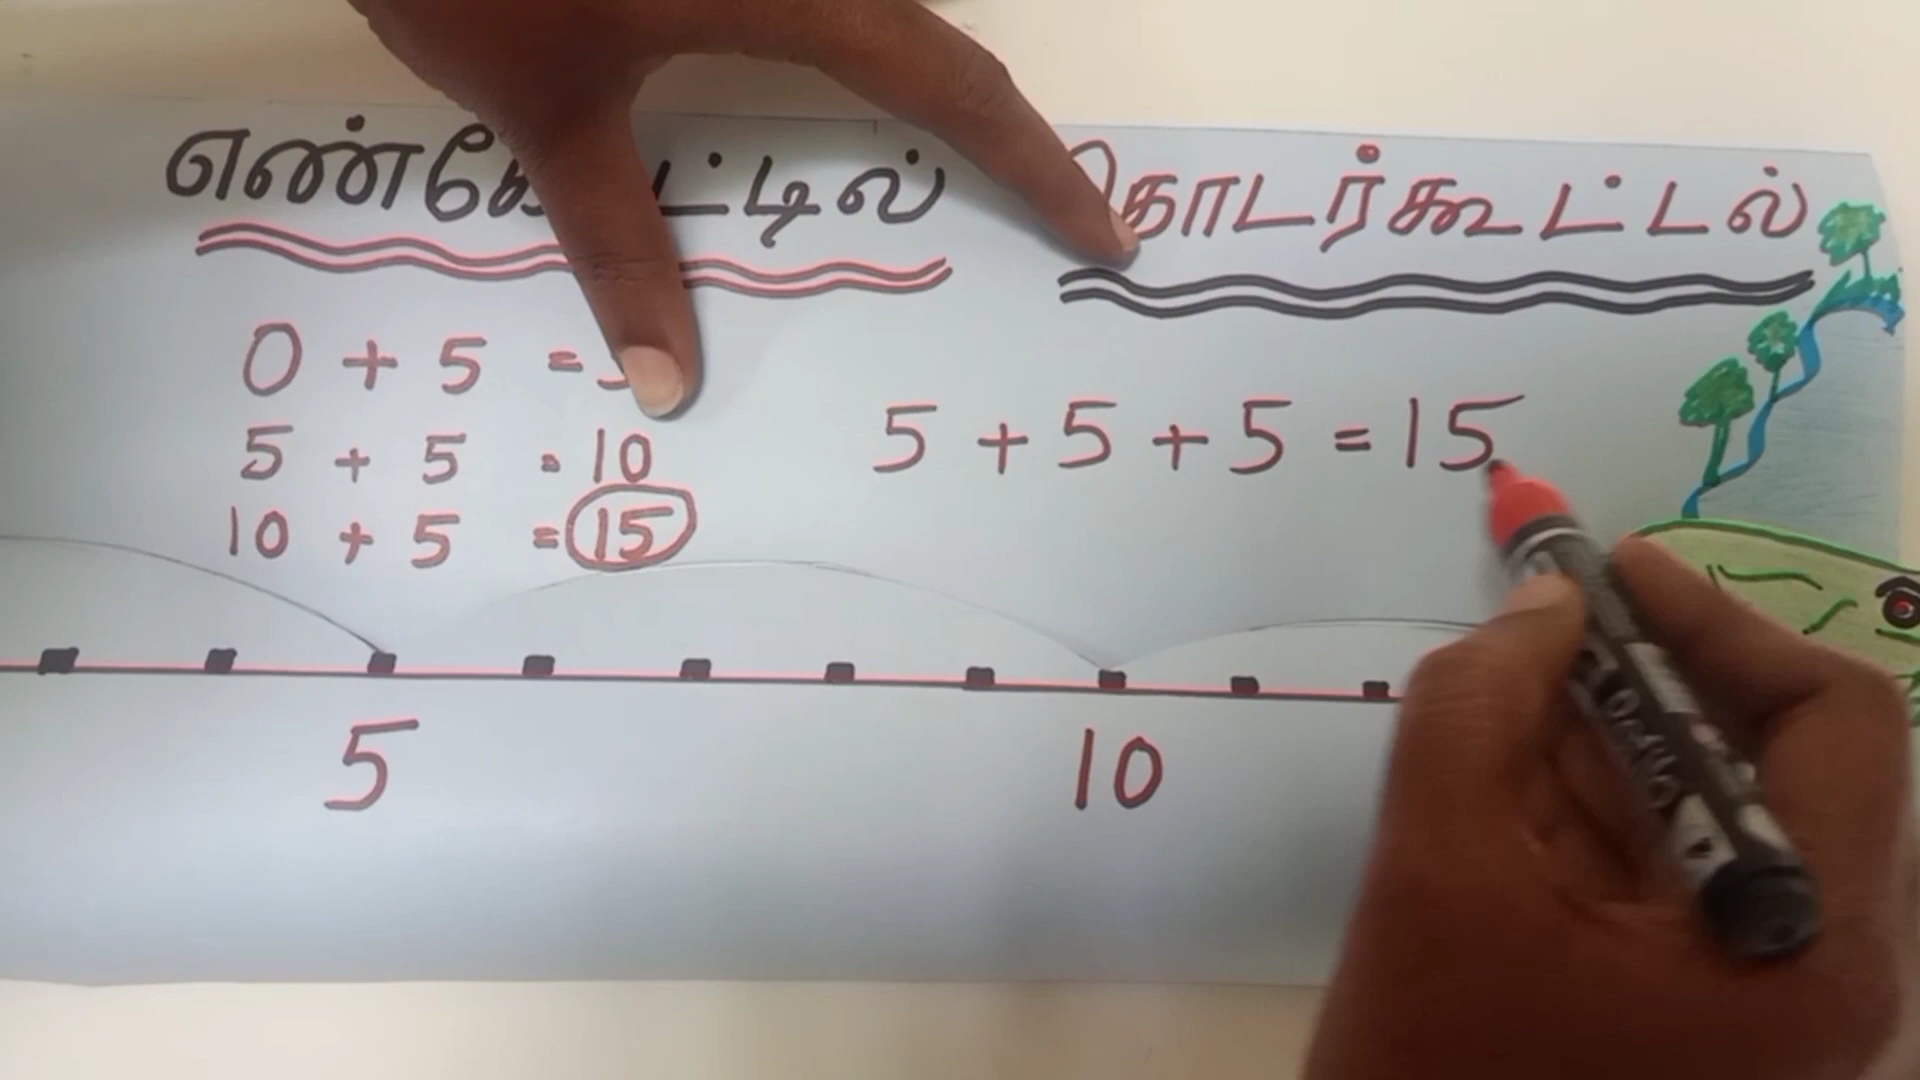 தொடர்கூட்டல்
0 + 5 =
5 + 5 = 10
10 + 5 = 15
5 + 5 + 5 = 15
5 10